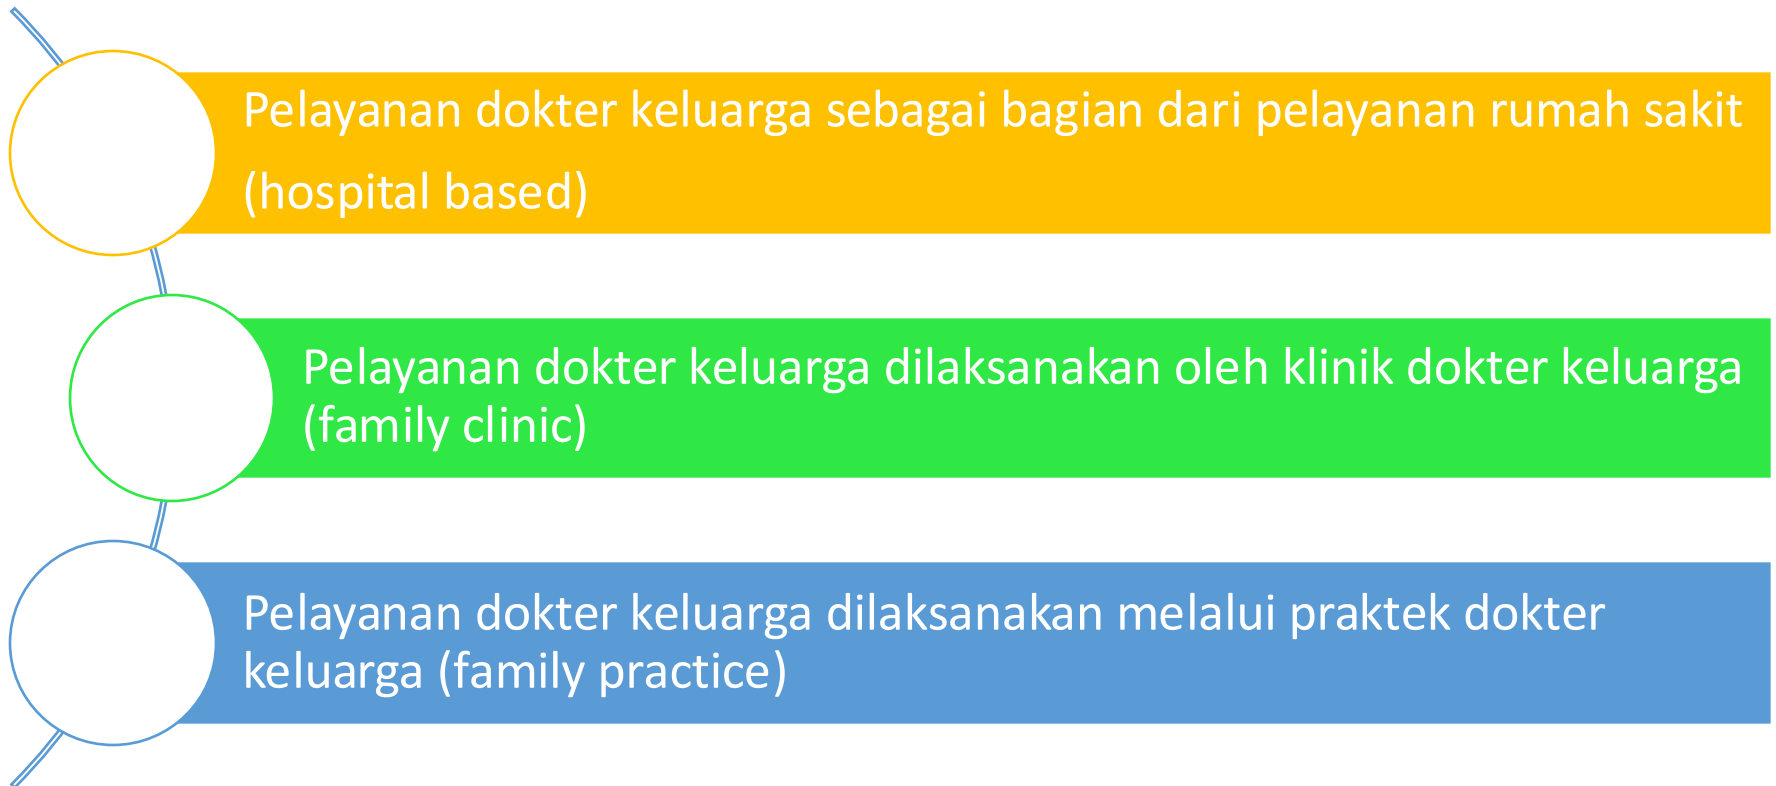 Pelayanan dokter keluarga sebagai bagian dari pelayanan rumah sakit
(hospital based)
Pelayanan dokter keluarga dilaksanakan oleh klinik dokter keluarga
(family clinic)
Pelayanan dokter keluarga dilaksanakan melalui praktek dokter
keluarga (family practice)